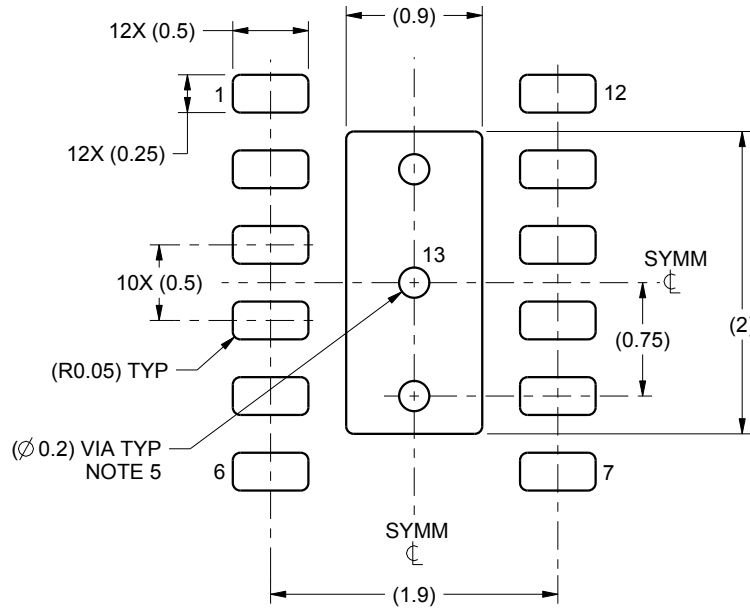 12X (0.5)
(0.9)
1
12
12X (0.25)
13
SYMM
℄
10X (0.5)
(2)
(0.75)
(R0.05) TYP
(∅ 0.2) VIA TYP
NOTE 5
6
7
SYMM
℄
(1.9)